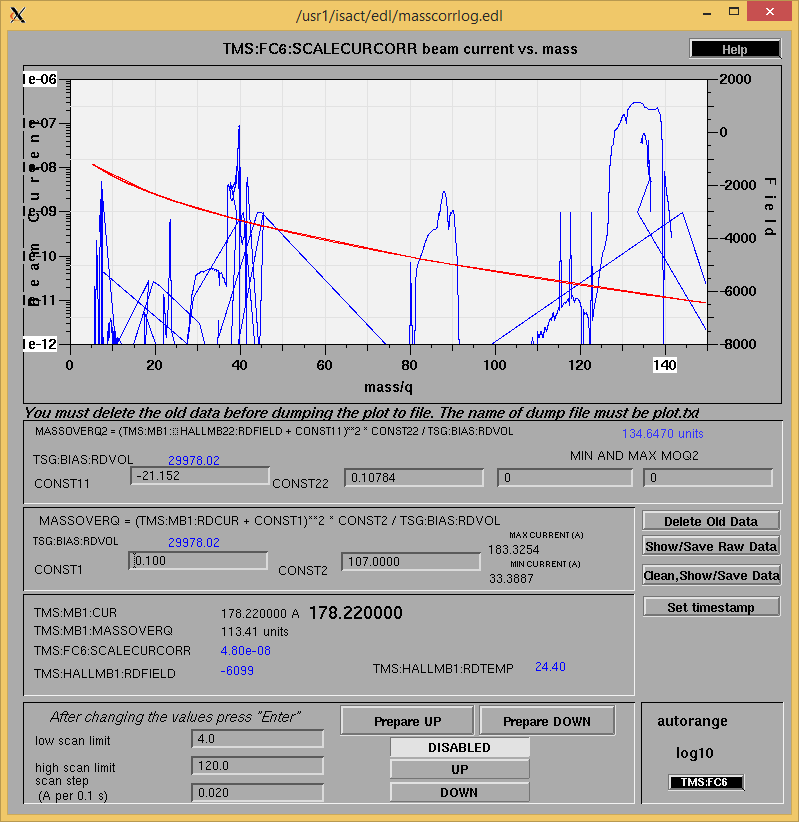 /usr1/isact/edl/masscorrlog.edl
TMS:FC6:SCALECURCORR beam current vs. mass
Help
1e-06
1e-07
1e-08
1e-09
1e-10
1e-11
1e-12
2000
0
-2000
-4000
-6000
-8000
Field
0 20 40 60 80 100 120 140
mass/q
You must delete the old data before dumping the plot to file. The name of dump file must be plot.txt
MASSOVERQ2 = (TMS:MB1:HALLMB22:RDFIELD + CONST11)**2 * CONST22 / TSG:BIAS:RDVOL
134.6470 units
TSG:BIAS:RDVOL 29978.02
MIN AND MAX MOQ2
CONST11 -21.152 CONST22 0.10784 0 0
MASSOVERQ = (TMS:MB1:RDCUR + CONST1)**2 * CONST2 / TSG:BIAS:RDVOL
TSG:BIAS:RDVOL 29978.02
MAX CURRENT (A)
183.3254
CONST1 0.100 CONST2 107.0000
MIN CURRENT (A)
33.3887
Delete Old Data
Show/Save Raw Data
Clean,Show/Save Data
Set timestamp
TMS:MB1:CUR 178.220000 A 178.220000
TMS:MB1:MASSOVERQ 113.41 units
TMS:FC6:SCALECURCORR 4.80e-08
TMS:HALLMB1:RDFIELD -6099
TMS:HALLMB1:RDTEMP 24.40
After changing the values press "Enter"
low scan limit 4.0
high scan limit 120.0
scan step
(A per 0.1 s) 0.020
Prepare UP
Prepare DOWN
DISABLED
UP
DOWN
autorange
log10
TMS:FC6